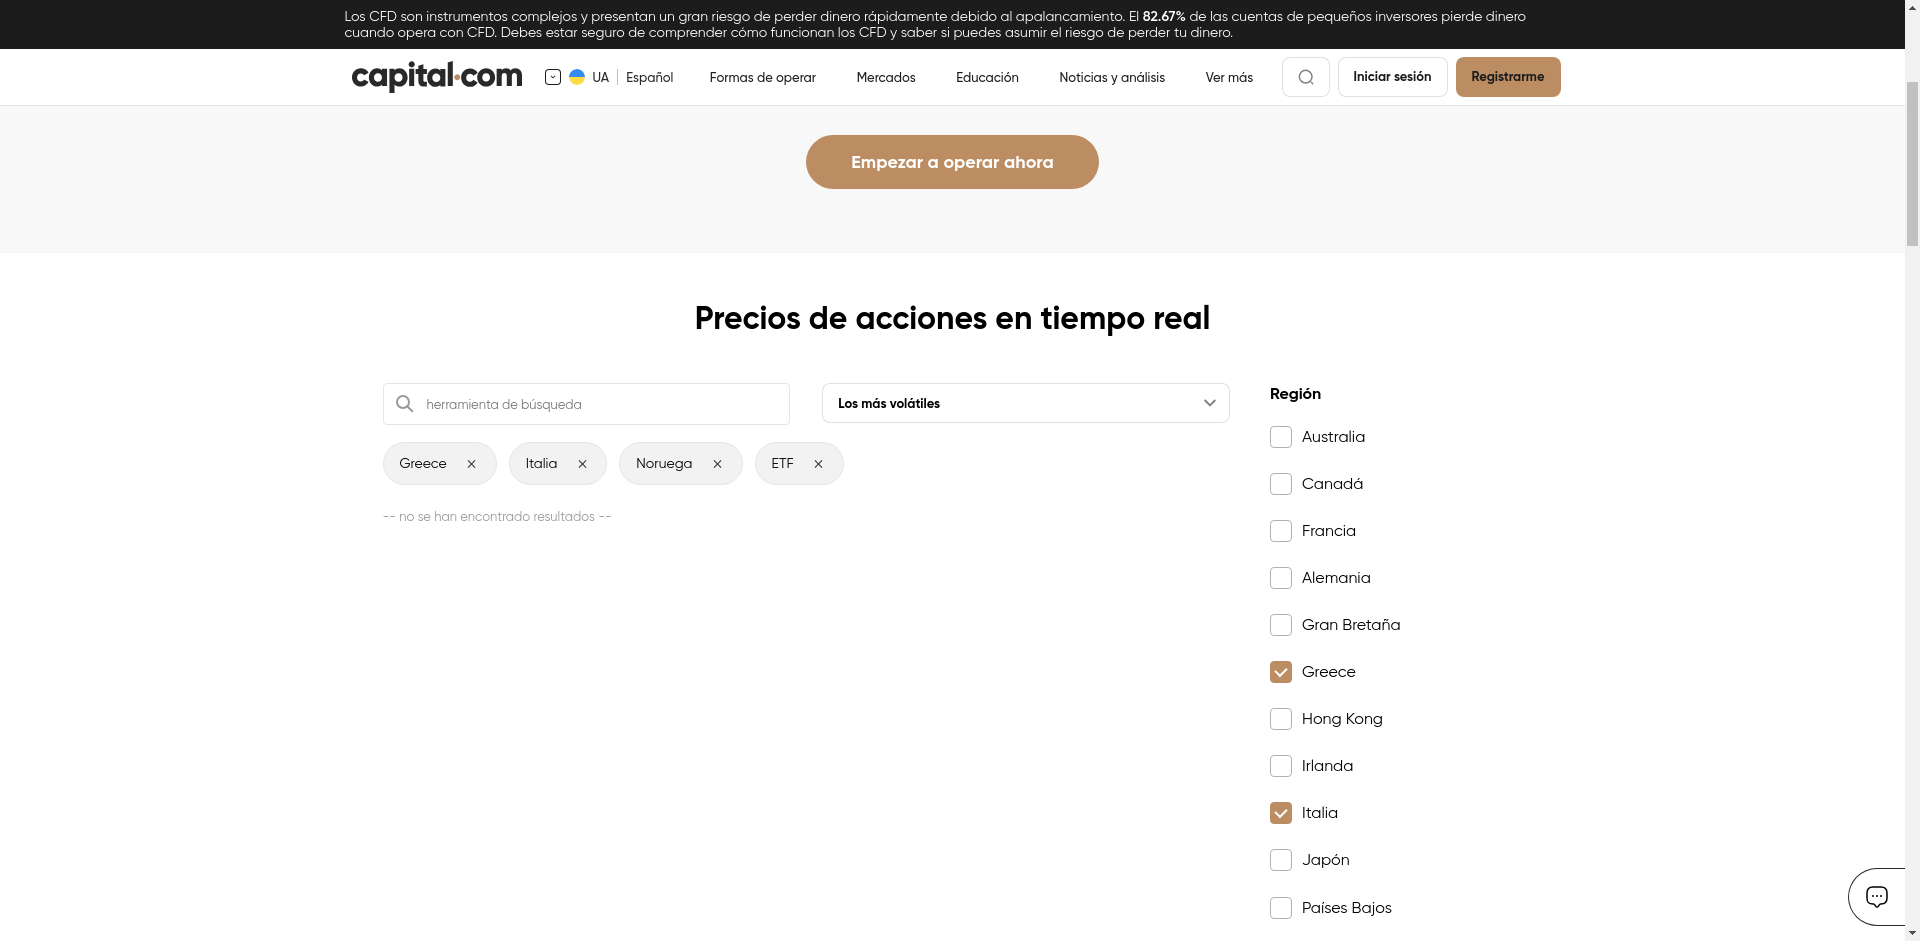 Los CFD son instrumentos complejos y presentan un gran riesgo de perder dinero rápidamente debido al apalancamiento. El 82.67% de las cuentas de pequeños inversores pierde dinero
cuando opera con CFD. Debes estar seguro de comprender cómo funcionan los CFD y saber si puedes asumir el riesgo de perder tu dinero.
capital.com UA Español Formas de operar Mercados Educación Noticias y análisis Ver más Iniciar sesión Registrarme
Empezar a operar ahora
Precios de acciones en tiempo real
herramienta de búsqueda
Los más volátiles
Greece Italia Noruega ETF
-- no se han encontrado resultados --
Región
Australia
Canadá
Francia
Alemania
Gran Bretaña
Greece
Hong Kong
Irlanda
Italia
Japón
Países Bajos